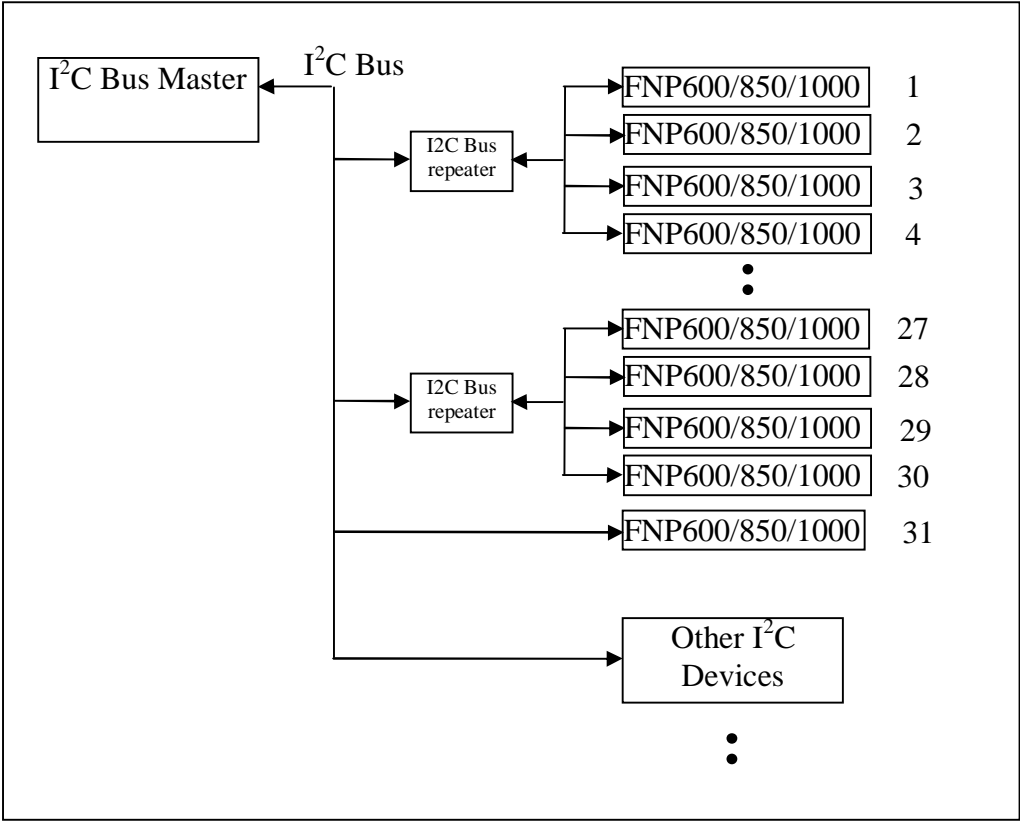 I²C Bus Master
I²C Bus
FNP600/850/1000 1
FNP600/850/1000 2
I2C Bus
repeater
FNP600/850/1000 3
FNP600/850/1000 4
FNP600/850/1000 27
FNP600/850/1000 28
I2C Bus
repeater
FNP600/850/1000 29
FNP600/850/1000 30
FNP600/850/1000 31
Other I²C
Devices